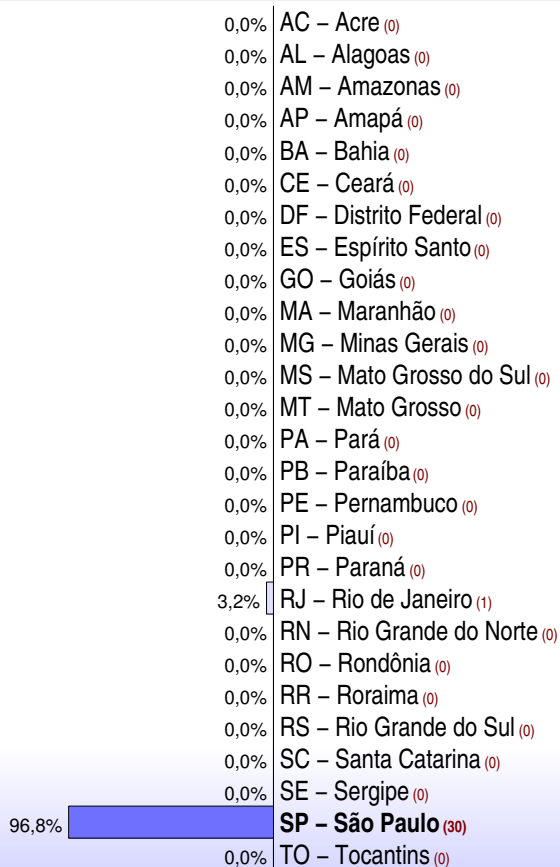 0,0% AC – Acre (0)
0,0% AL – Alagoas (0)
0,0% AM – Amazonas (0)
0,0% AP – Amapá (0)
0,0% BA – Bahia (0)
0,0% CE – Ceará (0)
0,0% DF – Distrito Federal (0)
0,0% ES – Espírito Santo (0)
0,0% GO – Goiás (0)
0,0% MA – Maranhão (0)
0,0% MG – Minas Gerais (0)
0,0% MS – Mato Grosso do Sul (0)
0,0% MT – Mato Grosso (0)
0,0% PA – Pará (0)
0,0% PB – Paraíba (0)
0,0% PE – Pernambuco (0)
0,0% PI – Piauí (0)
0,0% PR – Paraná (0)
3,2% RJ – Rio de Janeiro (1)
0,0% RN – Rio Grande do Norte (0)
0,0% RO – Rondônia (0)
0,0% RR – Roraima (0)
0,0% RS – Rio Grande do Sul (0)
0,0% SC – Santa Catarina (0)
0,0% SE – Sergipe (0)
96,8% SP – São Paulo (30)
0,0% TO – Tocantins (0)